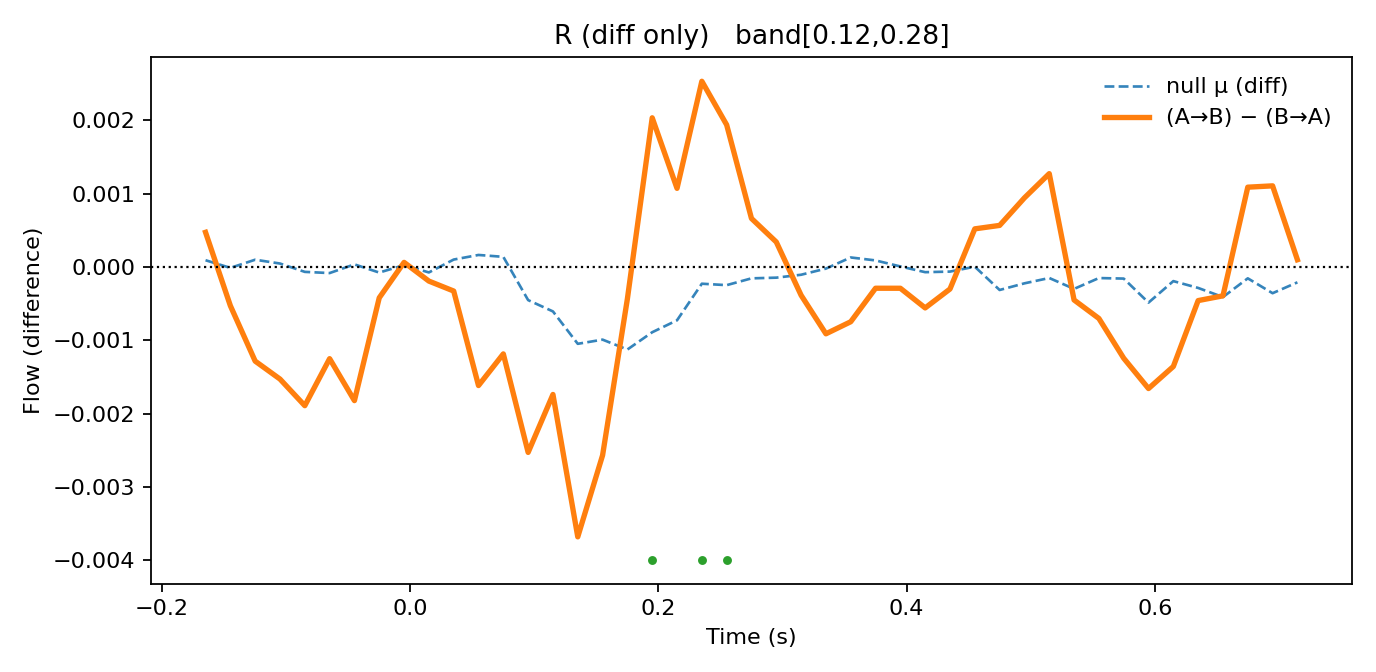 R (diff only)   band[0.12,0.28]
null μ (diff)
(A→B) − (B→A)
Flow (difference)
0.002
0.001
0.000
−0.001
−0.002
−0.003
−0.004
−0.2
0.0
0.2
0.4
0.6
Time (s)